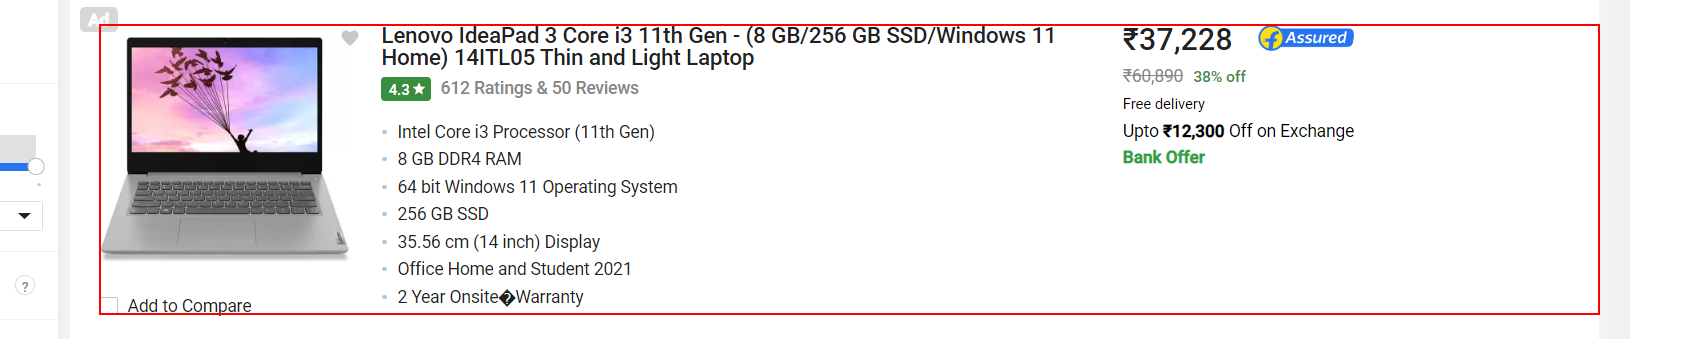 Ad
Lenovo IdeaPad 3 Core i3 11th Gen - (8 GB/256 GB SSD/Windows 11
Home) 14ITL05 Thin and Light Laptop
4.3★ 612 Ratings & 50 Reviews
• Intel Core i3 Processor (11th Gen)
• 8 GB DDR4 RAM
• 64 bit Windows 11 Operating System
• 256 GB SSD
• 35.56 cm (14 inch) Display
• Office Home and Student 2021
• 2 Year Onsite�Warranty
Add to Compare
₹37,228 Assured
₹60,890 38% off
Free delivery
Upto ₹12,300 Off on Exchange
Bank Offer
?